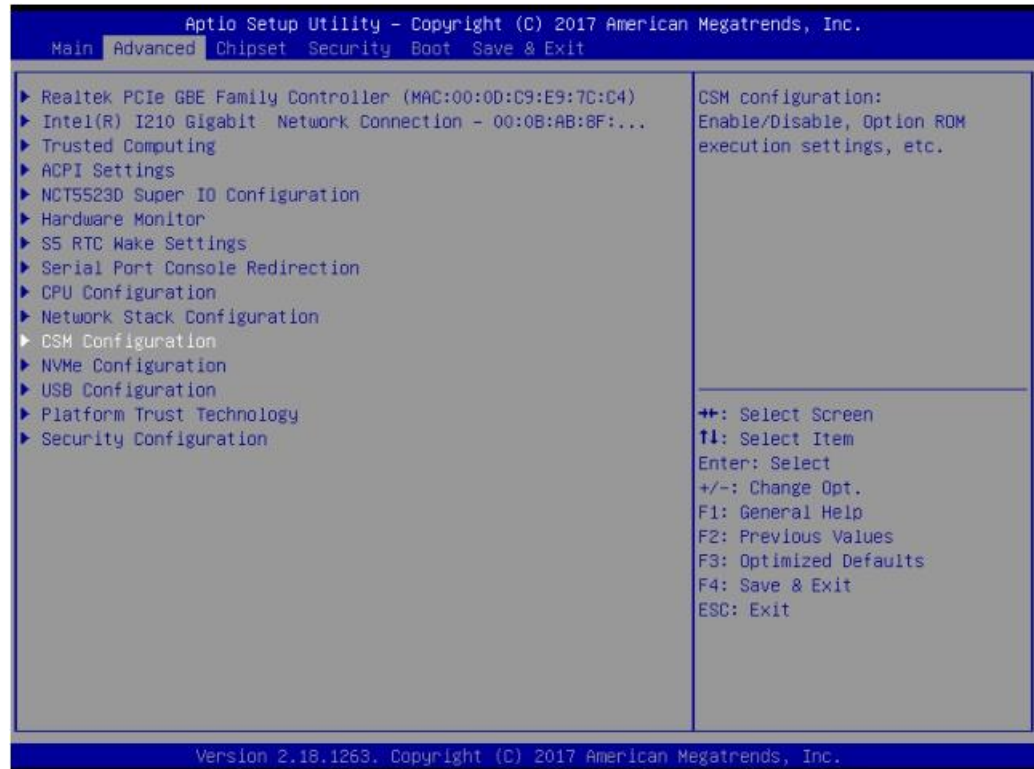 Aptio Setup Utility – Copyright (C) 2017 American Megatrends, Inc.
Main Advanced Chipset Security Boot Save & Exit
▶ Realtek PCIe GBE Family Controller (MAC:00:0D:C9:E9:7C:C4)
▶ Intel(R) I210 Gigabit Network Connection – 00:0B:AB:8F:...
▶ Trusted Computing
▶ ACPI Settings
▶ NCT5523D Super IO Configuration
▶ Hardware Monitor
▶ S5 RTC Wake Settings
▶ Serial Port Console Redirection
▶ CPU Configuration
▶ Network Stack Configuration
▶ CSM Configuration
▶ NVMe Configuration
▶ USB Configuration
▶ Platform Trust Technology
▶ Security Configuration
CSM configuration:
Enable/Disable, Option ROM
execution settings, etc.
→←: Select Screen
↑↓: Select Item
Enter: Select
+/-: Change Opt.
F1: General Help
F2: Previous Values
F3: Optimized Defaults
F4: Save & Exit
ESC: Exit
Version 2.18.1263. Copyright (C) 2017 American Megatrends, Inc.